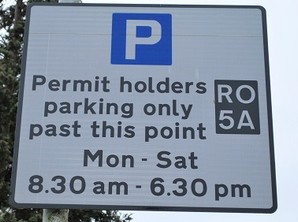 P
Permit holders
parking only
past this point
RO
5A
Mon - Sat
8.30 am - 6.30 pm